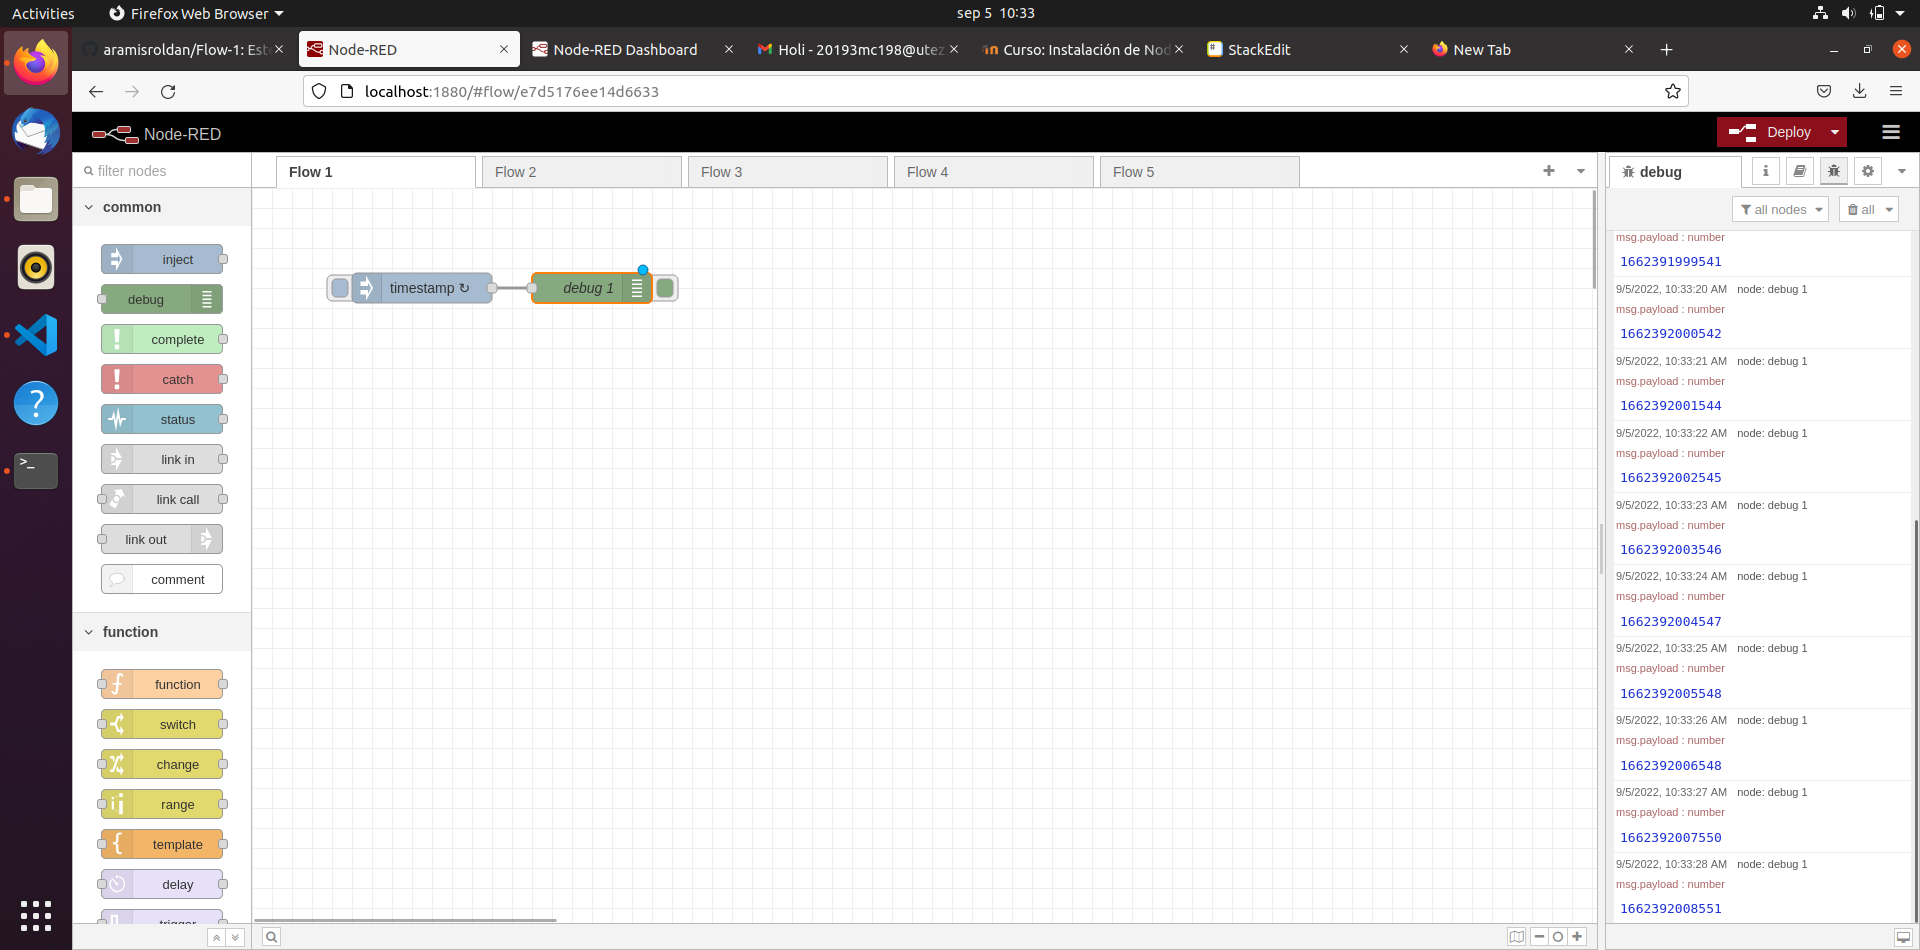 Activities
Firefox Web Browser
sep 5 10:33
aramisroldan/Flow-1: Est
Node-RED
Node-RED Dashboard
Holi - 20193mc198@utez
Curso: Instalación de Nod
StackEdit
New Tab
localhost:1880/#flow/e7d5176ee14d6633
Node-RED
Deploy
filter nodes
Flow 1
Flow 2
Flow 3
Flow 4
Flow 5
debug
common
inject
debug
complete
catch
status
link in
link call
link out
comment
function
function
switch
change
range
template
delay
trigger
timestamp ↻
debug 1
all nodes
all
msg.payload : number
1662391999541
9/5/2022, 10:33:20 AM node: debug 1
msg.payload : number
1662392000542
9/5/2022, 10:33:21 AM node: debug 1
msg.payload : number
1662392001544
9/5/2022, 10:33:22 AM node: debug 1
msg.payload : number
1662392002545
9/5/2022, 10:33:23 AM node: debug 1
msg.payload : number
1662392003546
9/5/2022, 10:33:24 AM node: debug 1
msg.payload : number
1662392004547
9/5/2022, 10:33:25 AM node: debug 1
msg.payload : number
1662392005548
9/5/2022, 10:33:26 AM node: debug 1
msg.payload : number
1662392006548
9/5/2022, 10:33:27 AM node: debug 1
msg.payload : number
1662392007550
9/5/2022, 10:33:28 AM node: debug 1
msg.payload : number
1662392008551